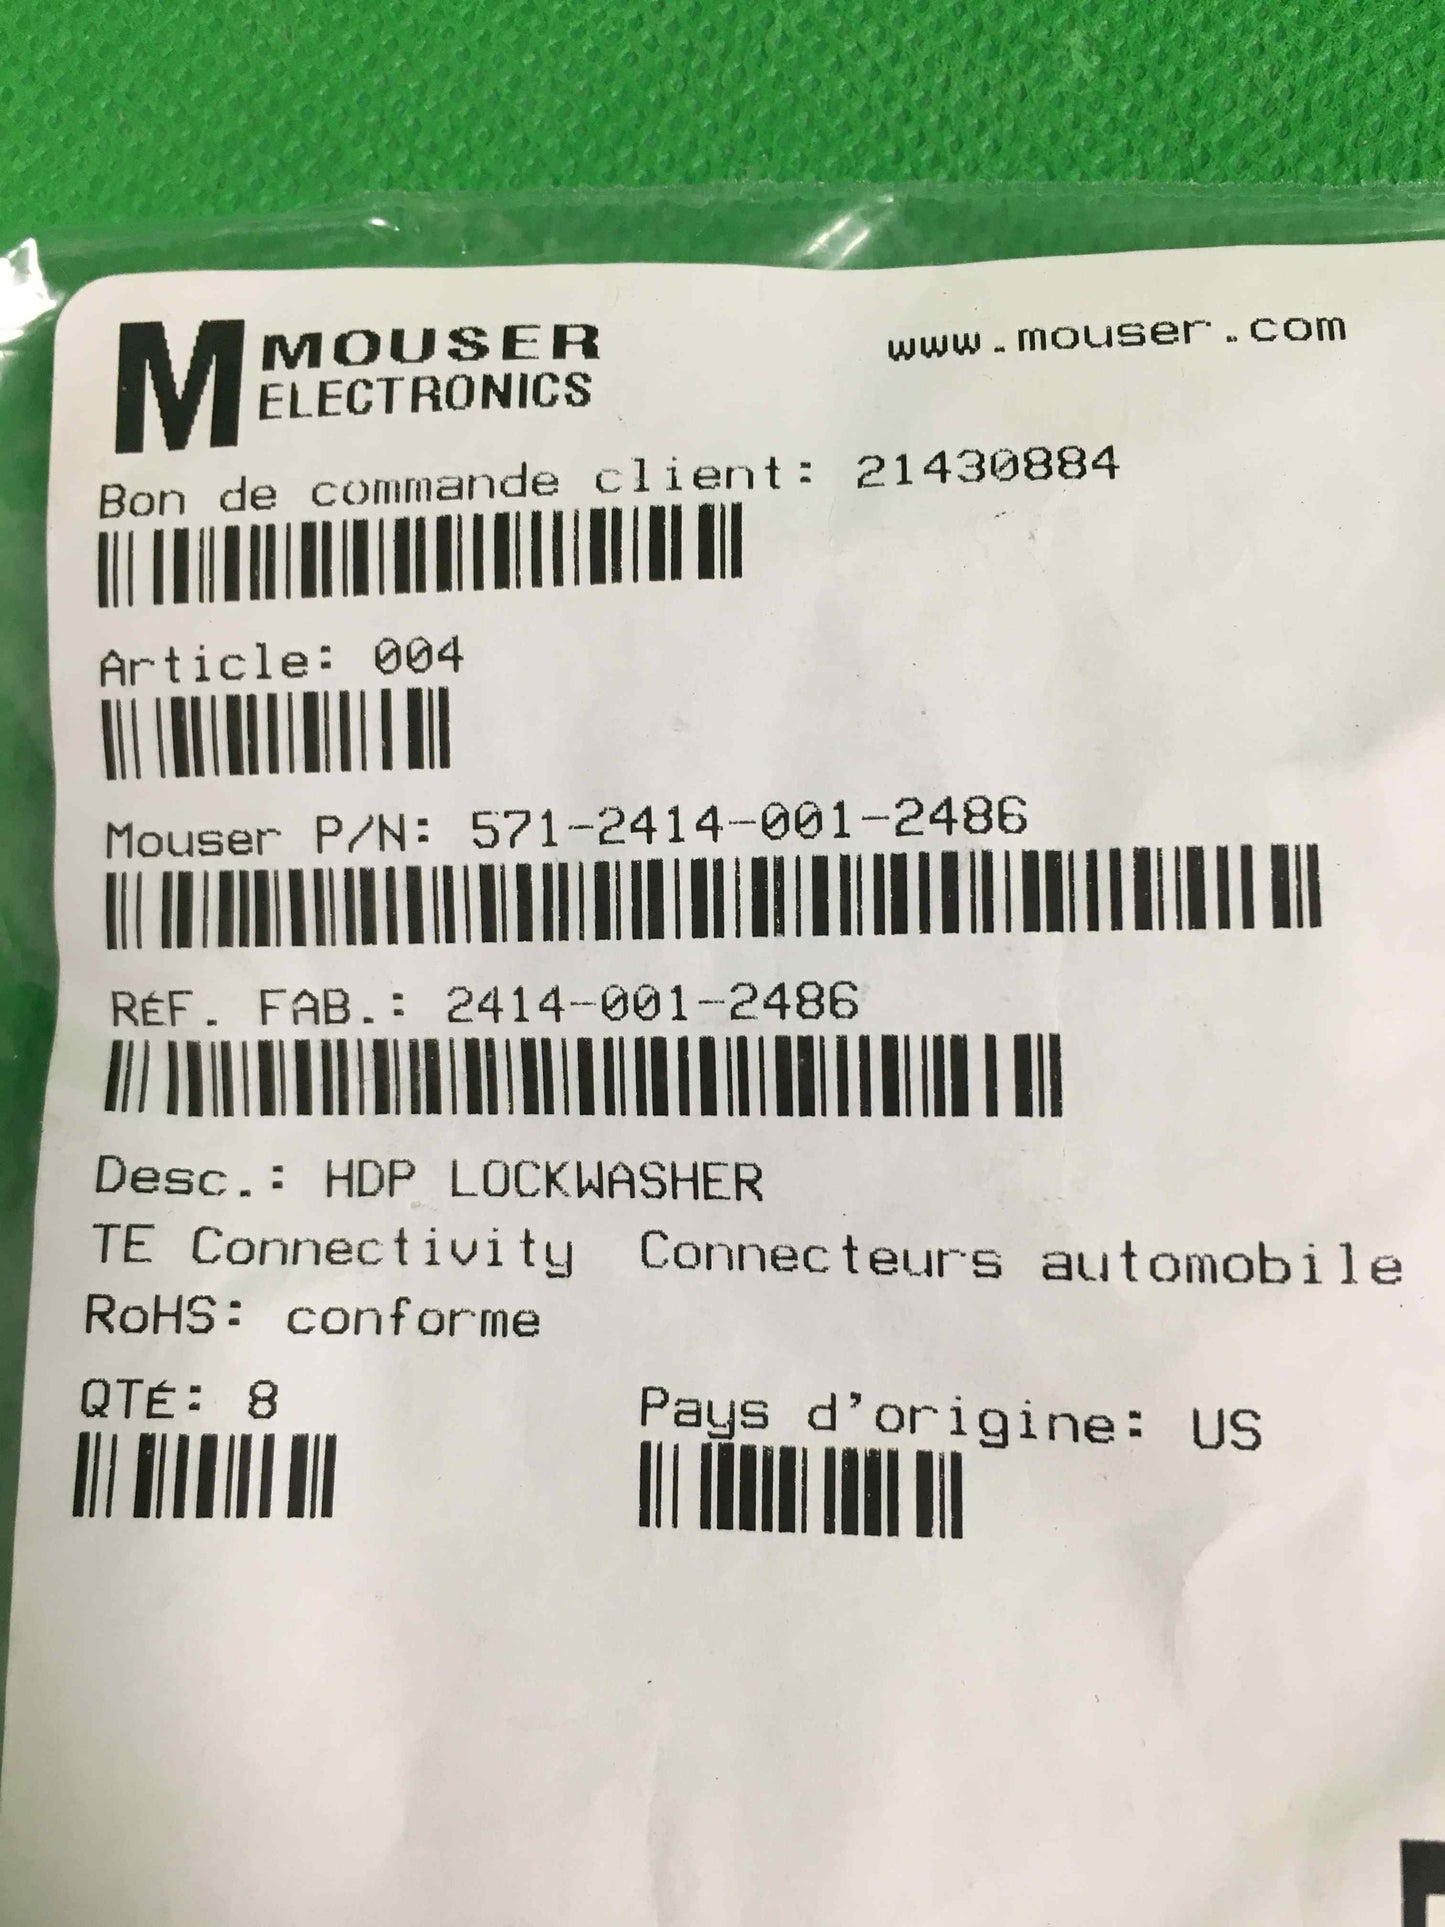 M MOUSER
ELECTRONICS
www.mouser.com
Bon de commande client: 21430884
Article: 004
Mouser P/N: 571-2414-001-2486
RÉF. FAB.: 2414-001-2486
Desc.: HDP LOCKWASHER
TE Connectivity Connecteurs automobile
RoHS: conforme
QTÉ: 8
Pays d'origine: US